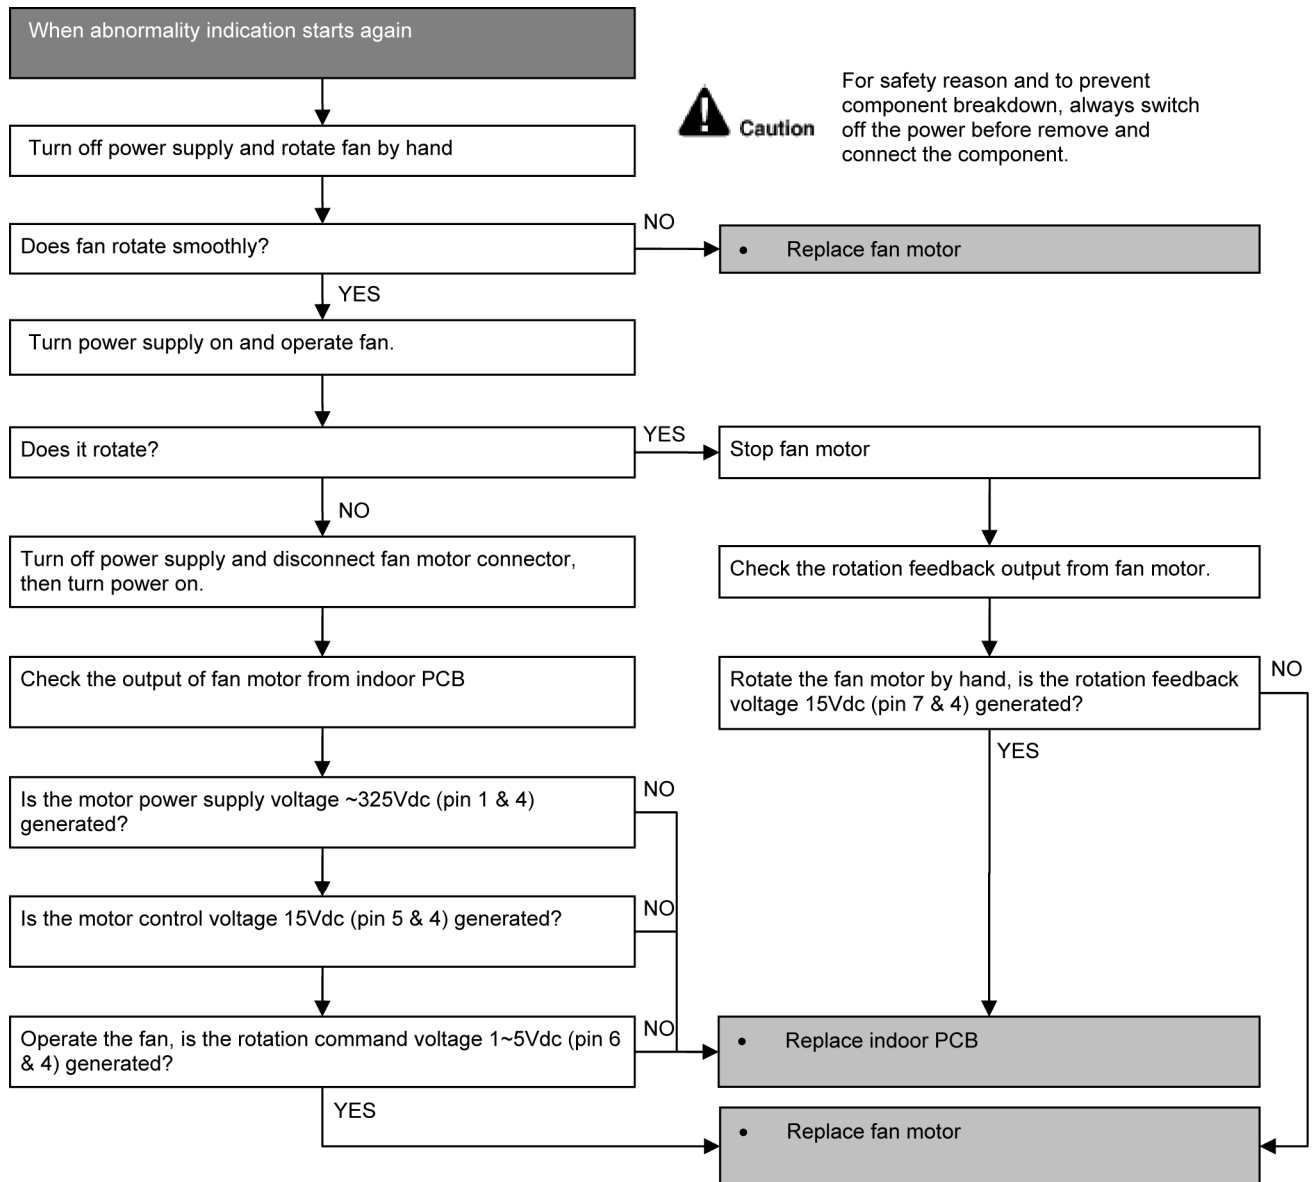 When abnormality indication starts again
For safety reason and to prevent
component breakdown, always switch
off the power before remove and
connect the component.
Caution
Turn off power supply and rotate fan by hand
Does fan rotate smoothly?
NO
• Replace fan motor
YES
Turn power supply on and operate fan.
Does it rotate?
YES
Stop fan motor
NO
Turn off power supply and disconnect fan motor connector,
then turn power on.
Check the rotation feedback output from fan motor.
Check the output of fan motor from indoor PCB
Rotate the fan motor by hand, is the rotation feedback
voltage 15Vdc (pin 7 & 4) generated?
NO
YES
Is the motor power supply voltage ~325Vdc (pin 1 & 4)
generated?
NO
Is the motor control voltage 15Vdc (pin 5 & 4) generated?
NO
Operate the fan, is the rotation command voltage 1~5Vdc (pin 6
& 4) generated?
NO
• Replace indoor PCB
YES
• Replace fan motor